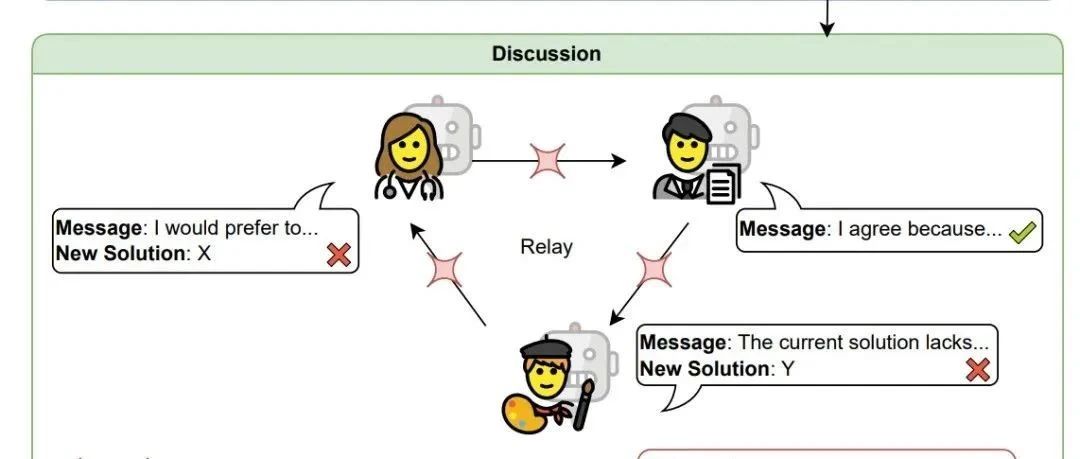 Discussion
Message: I would prefer to...
New Solution: X
Message: I agree because...
Relay
Message: The current solution lacks...
New Solution: Y